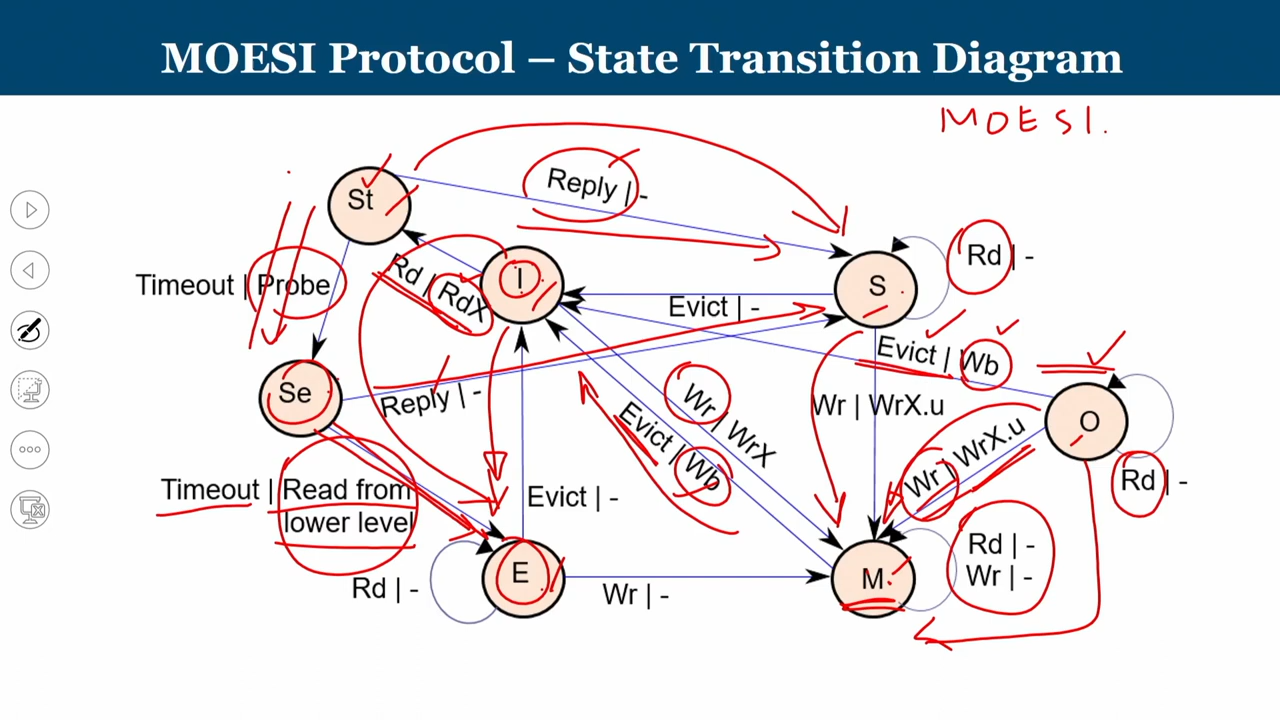 MOESI Protocol – State Transition Diagram
MOESI.
St
Reply | -
I
S
Rd | -
Timeout | Probe
Rd | RdX
Evict | -
Evict | Wb
Se
Reply | -
Wr | WrX
Evict | Wb
Wr | WrX.u
Wr | WrX.u
O
Rd | -
Timeout | Read from
lower level
Evict | -
E
Rd | -
Wr | -
M
Rd | -
Wr | -